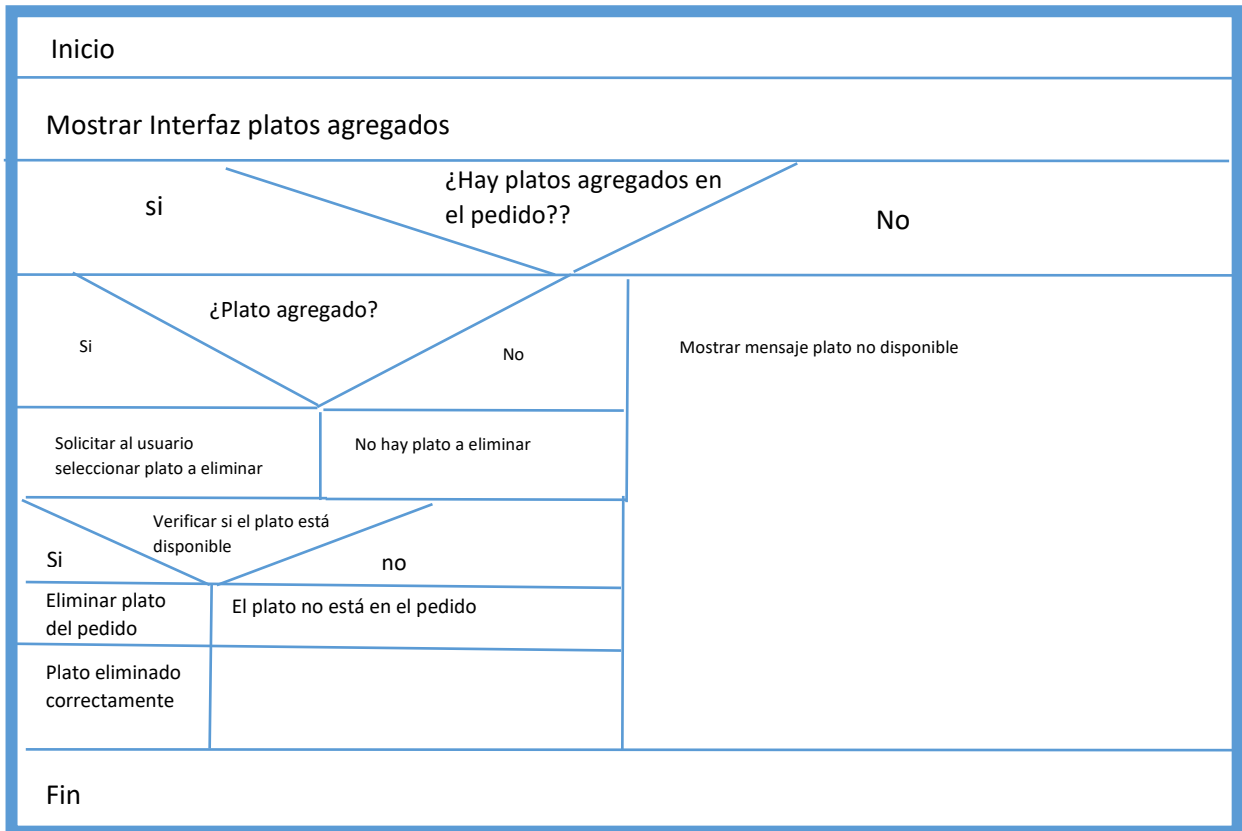 Inicio
Mostrar Interfaz platos agregados
¿Hay platos agregados en
el pedido??
si
No
¿Plato agregado?
Si
No
Mostrar mensaje plato no disponible
Solicitar al usuario
seleccionar plato a eliminar
No hay plato a eliminar
Verificar si el plato está
disponible
Si
no
Eliminar plato
del pedido
El plato no está en el pedido
Plato eliminado
correctamente
Fin